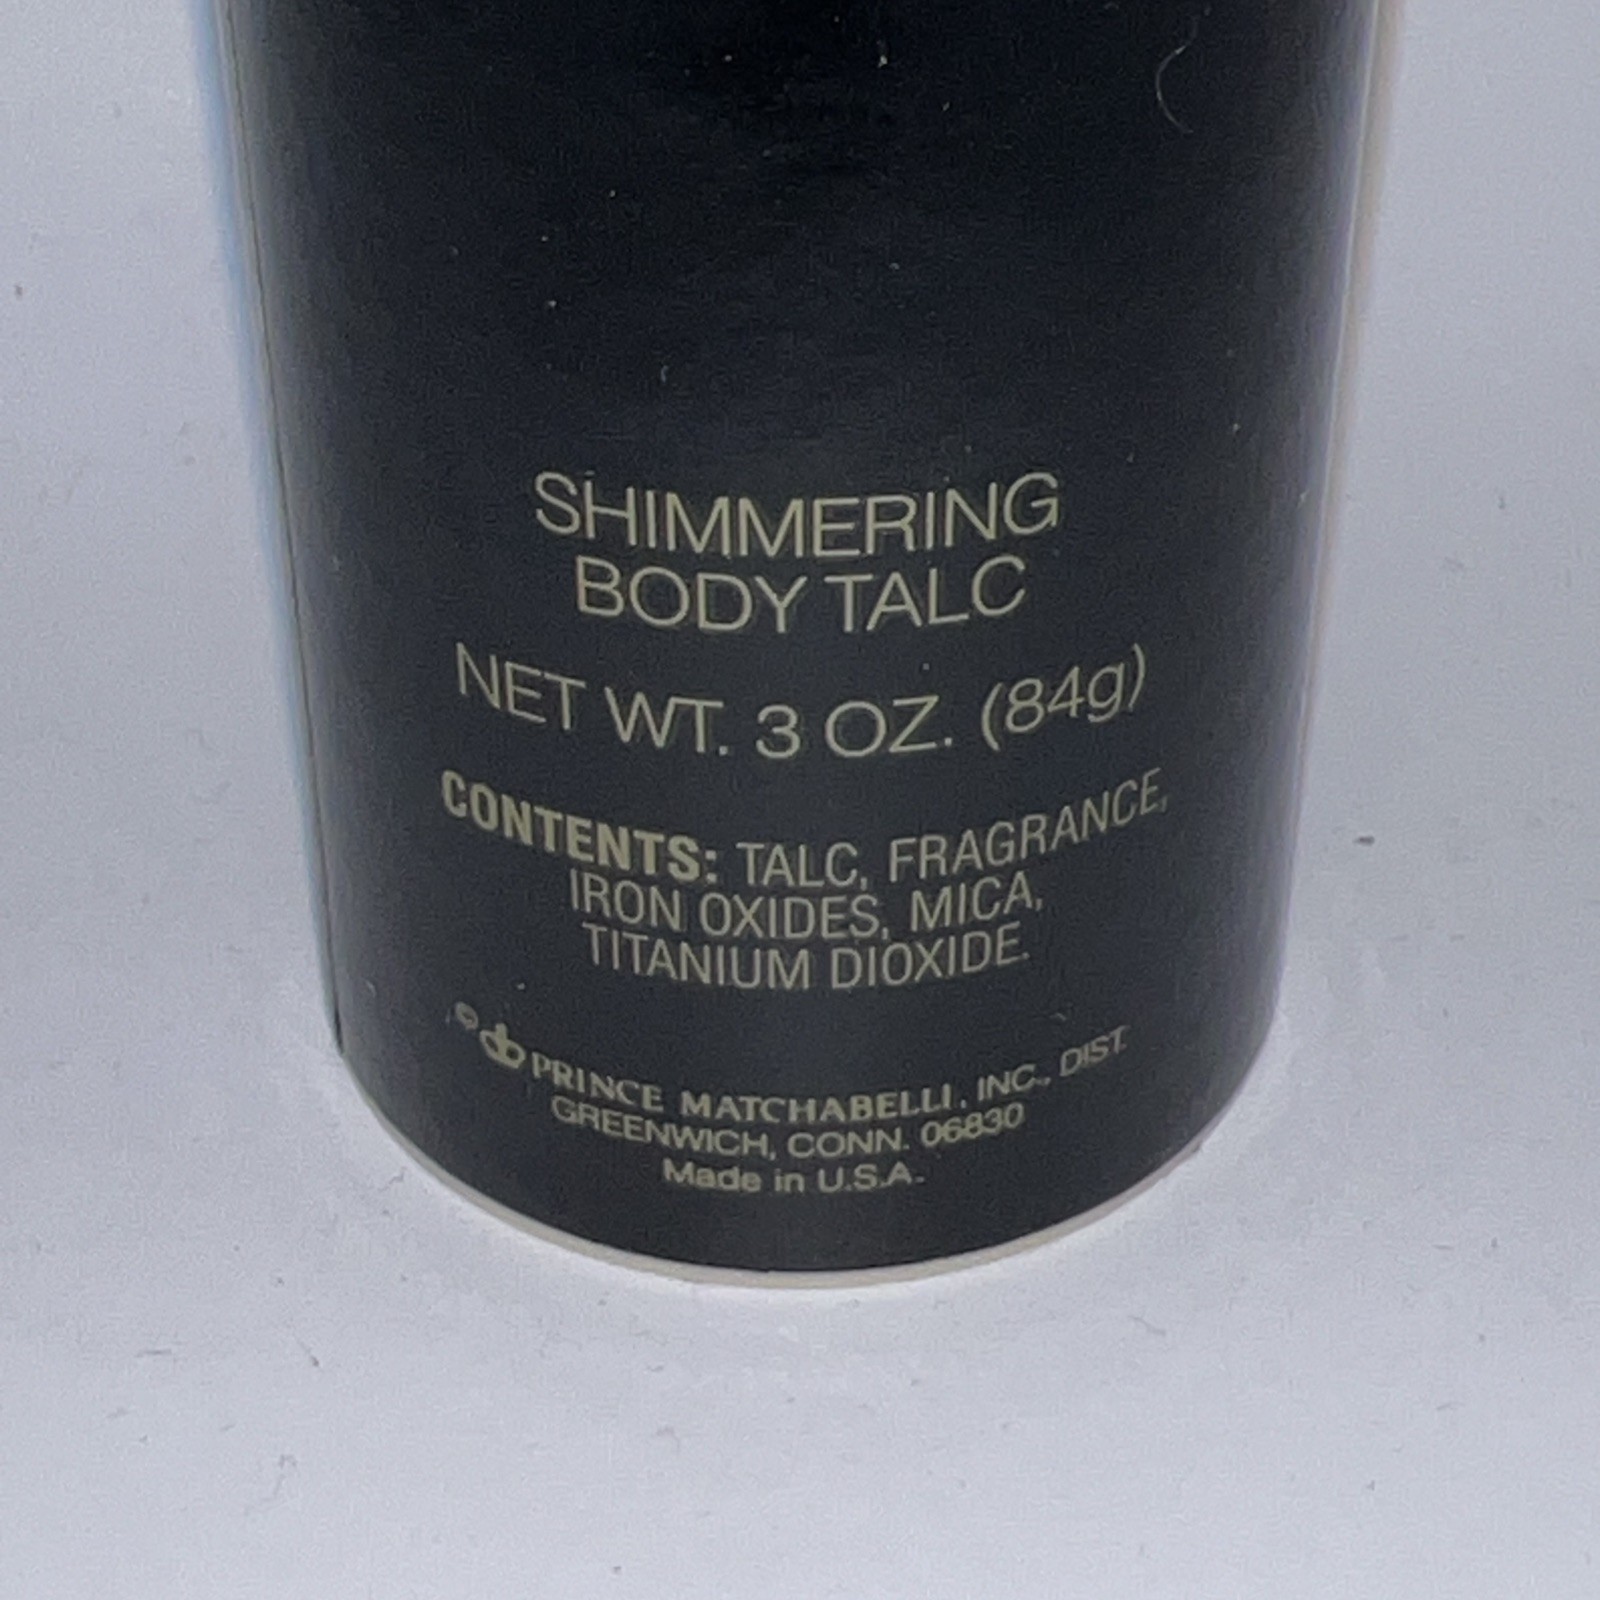 SHIMMERING
BODY TALC
NET WT. 3 OZ. (84g)
CONTENTS: TALC, FRAGRANCE,
IRON OXIDES, MICA,
TITANIUM DIOXIDE.
© PRINCE MATCHABELLI, INC., DIST.
GREENWICH, CONN. 06830
Made in U.S.A.